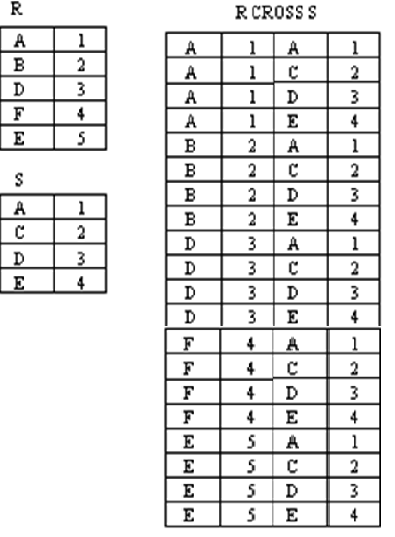 R
A 1
B 2
D 3
F 4
E 5
S
A 1
C 2
D 3
E 4
R CROSS S
A 1 A 1
A 1 C 2
A 1 D 3
A 1 E 4
B 2 A 1
B 2 C 2
B 2 D 3
B 2 E 4
D 3 A 1
D 3 C 2
D 3 D 3
D 3 E 4
F 4 A 1
F 4 C 2
F 4 D 3
F 4 E 4
E 5 A 1
E 5 C 2
E 5 D 3
E 5 E 4